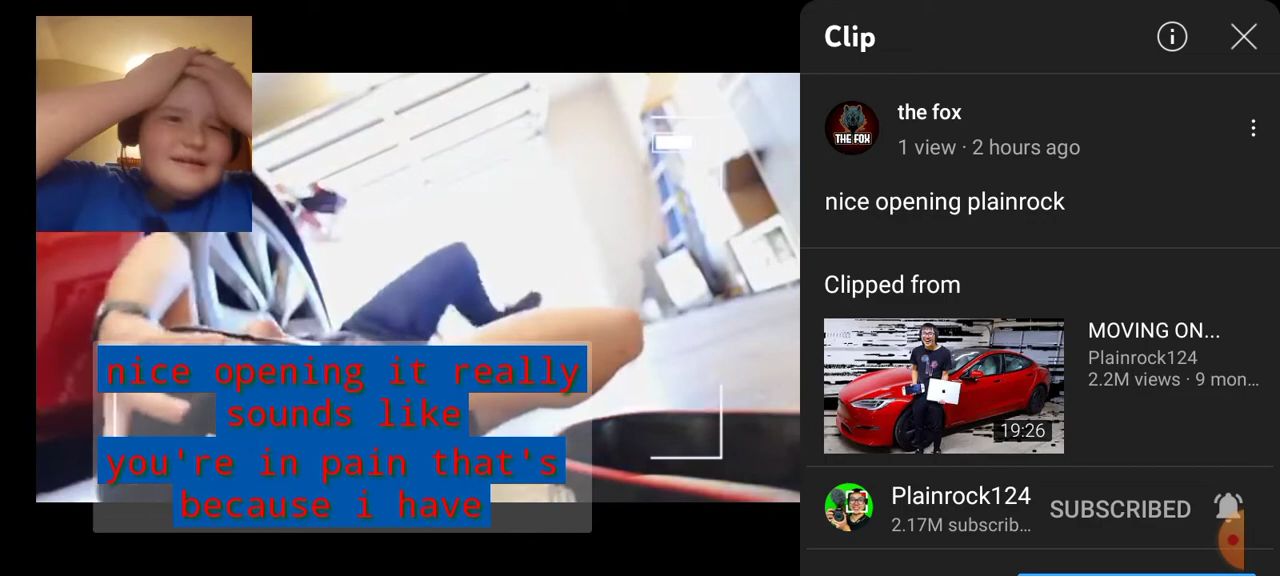 nice opening it really
sounds like
you're in pain that's
because i have
Clip
THE FOX
the fox
1 view · 2 hours ago
nice opening plainrock
Clipped from
19:26
MOVING ON...
Plainrock124
2.2M views · 9 mon...
Plainrock124
2.17M subscrib...
SUBSCRIBED